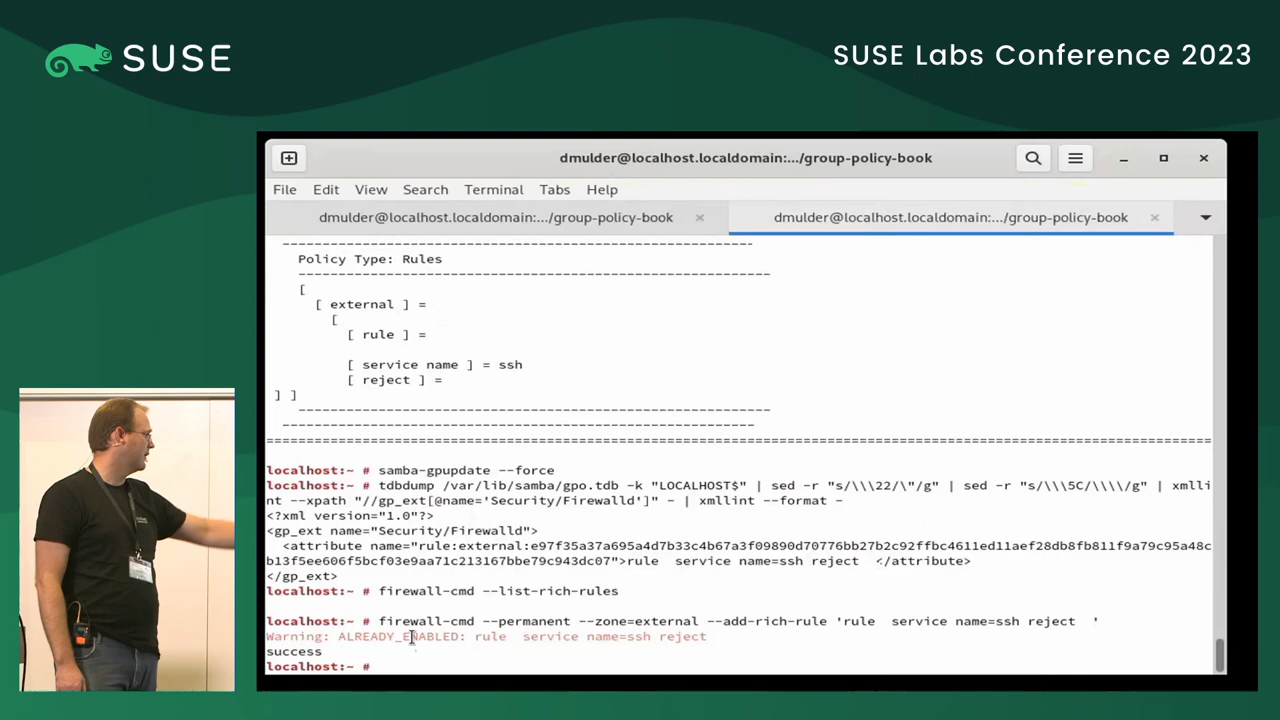 SUSE
SUSE Labs Conference 2023
dmulder@localhost.localdomain:.../group-policy-book
File Edit View Search Terminal Tabs Help
dmulder@localhost.localdomain:.../group-policy-book
dmulder@localhost.localdomain:.../group-policy-book
-----------------------------------------------------------
Policy Type: Rules
-----------------------------------------------------------
[
[ external ] =
[
[ rule ] =
[ service name ] = ssh
[ reject ] =
] ]
-----------------------------------------------------------
-----------------------------------------------------------
======================================================================================================================
localhost:~ # samba-gpupdate --force
localhost:~ # tdbdump /var/lib/samba/gpo.tdb -k "LOCALHOST$" | sed -r "s/\\\22/\"/g" | sed -r "s/\\\5C/\\\\/g" | xmlli
nt --xpath "//gp_ext[@name='Security/Firewalld']" - | xmllint --format -
<?xml version="1.0"?>
<gp_ext name="Security/Firewalld">
<attribute name="rule:external:e97f35a37a695a4d7b33c4b67a3f09890d70776bb27b2c92ffbc4611ed11aef28db8fb811f9a79c95a48c
b13f5ee606f5bcf03e9aa71c213167bbe79c943dc07">rule  service name=ssh reject  </attribute>
</gp_ext>
localhost:~ # firewall-cmd --list-rich-rules
localhost:~ # firewall-cmd --permanent --zone=external --add-rich-rule 'rule  service name=ssh reject  '
Warning: ALREADY_ENABLED: rule  service name=ssh reject
success
localhost:~ #